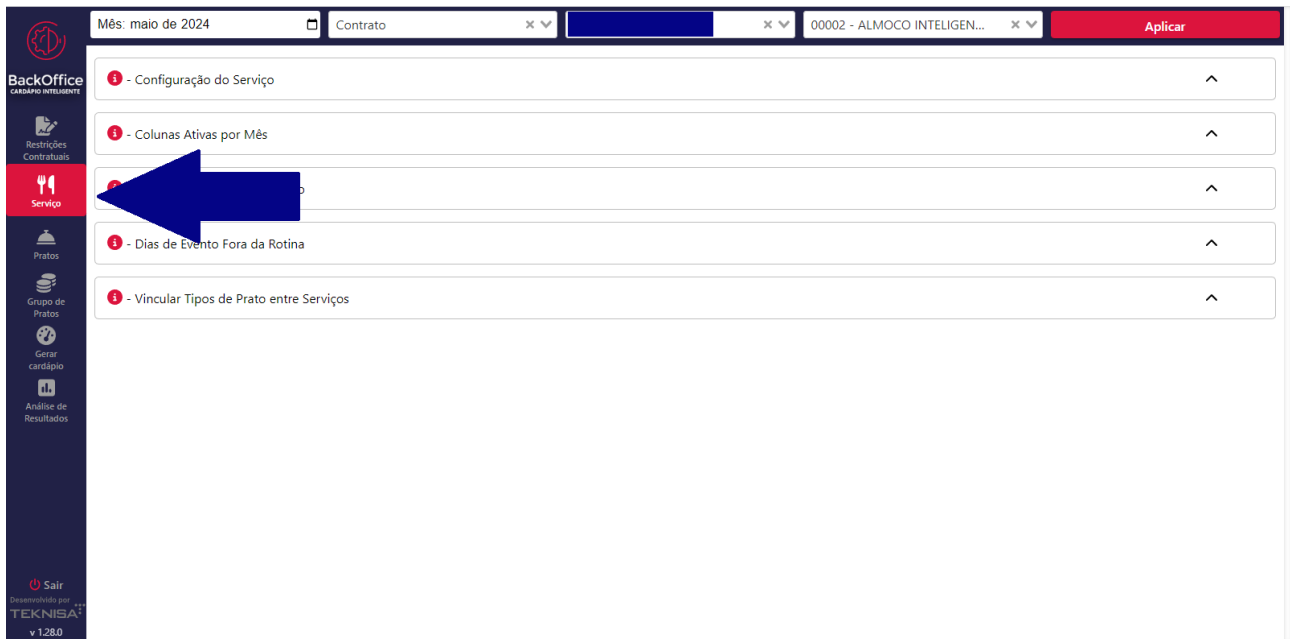 Mês: maio de 2024
Contrato
00002 - ALMOCO INTELIGEN...
Aplicar
BackOffice
CARDÁPIO INTELIGENTE
Restrições
Contratuais
Serviço
Pratos
Grupo de
Pratos
Gerar
cardápio
Análise de
Resultados
- Configuração do Serviço
- Colunas Ativas por Mês
- Dias de Evento Fora da Rotina
- Vincular Tipos de Prato entre Serviços
Sair
Desenvolvido por
TEKNISA
v 1.28.0